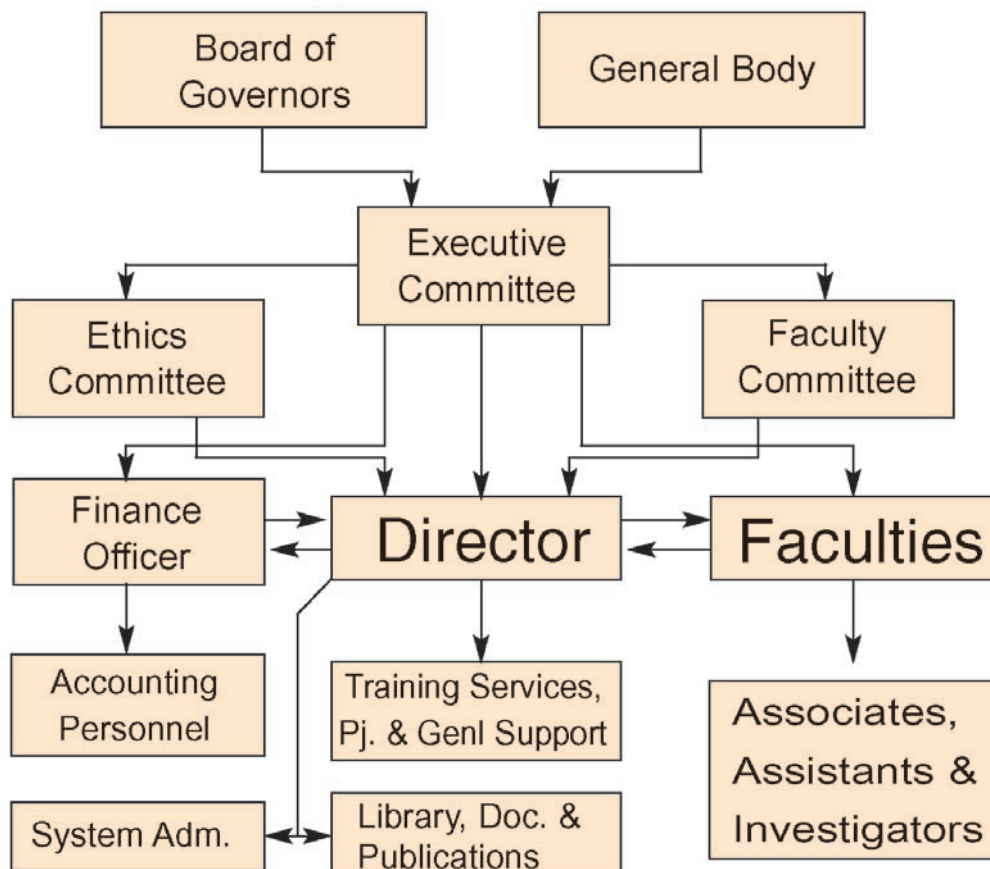 Board of
Governors
General Body
Executive
Committee
Ethics
Committee
Faculty
Committee
Finance
Officer
Director
Faculties
Accounting
Personnel
Training Services,
Pj. & Genl Support
Associates,
Assistants &
Investigators
System Adm.
Library, Doc. &
Publications